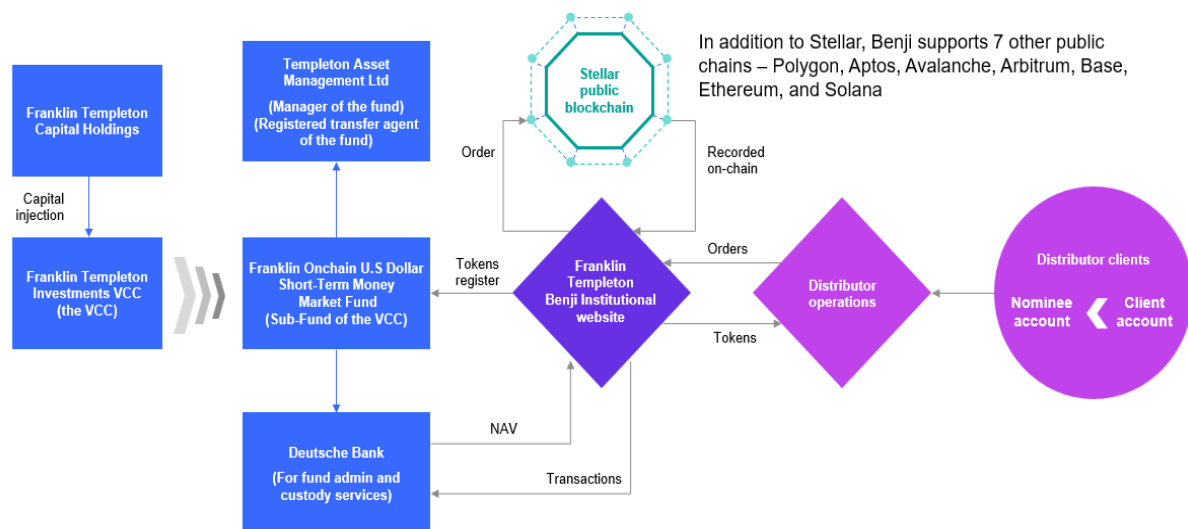 Franklin Templeton
Capital Holdings
Capital
injection
Franklin Templeton
Investments VCC
(the VCC)
Templeton Asset
Management Ltd
(Manager of the fund)
(Registered transfer agent
of the fund)
Franklin Onchain U.S Dollar
Short-Term Money
Market Fund
(Sub-Fund of the VCC)
Deutsche Bank
(For fund admin and
custody services)
Stellar
public
blockchain
Order
Recorded
on-chain
In addition to Stellar, Benji supports 7 other public
chains – Polygon, Aptos, Avalanche, Arbitrum, Base,
Ethereum, and Solana
Tokens
register
Franklin
Templeton
Benji Institutional
website
NAV
Transactions
Orders
Tokens
Distributor
operations
Distributor clients
Nominee
account
Client
account